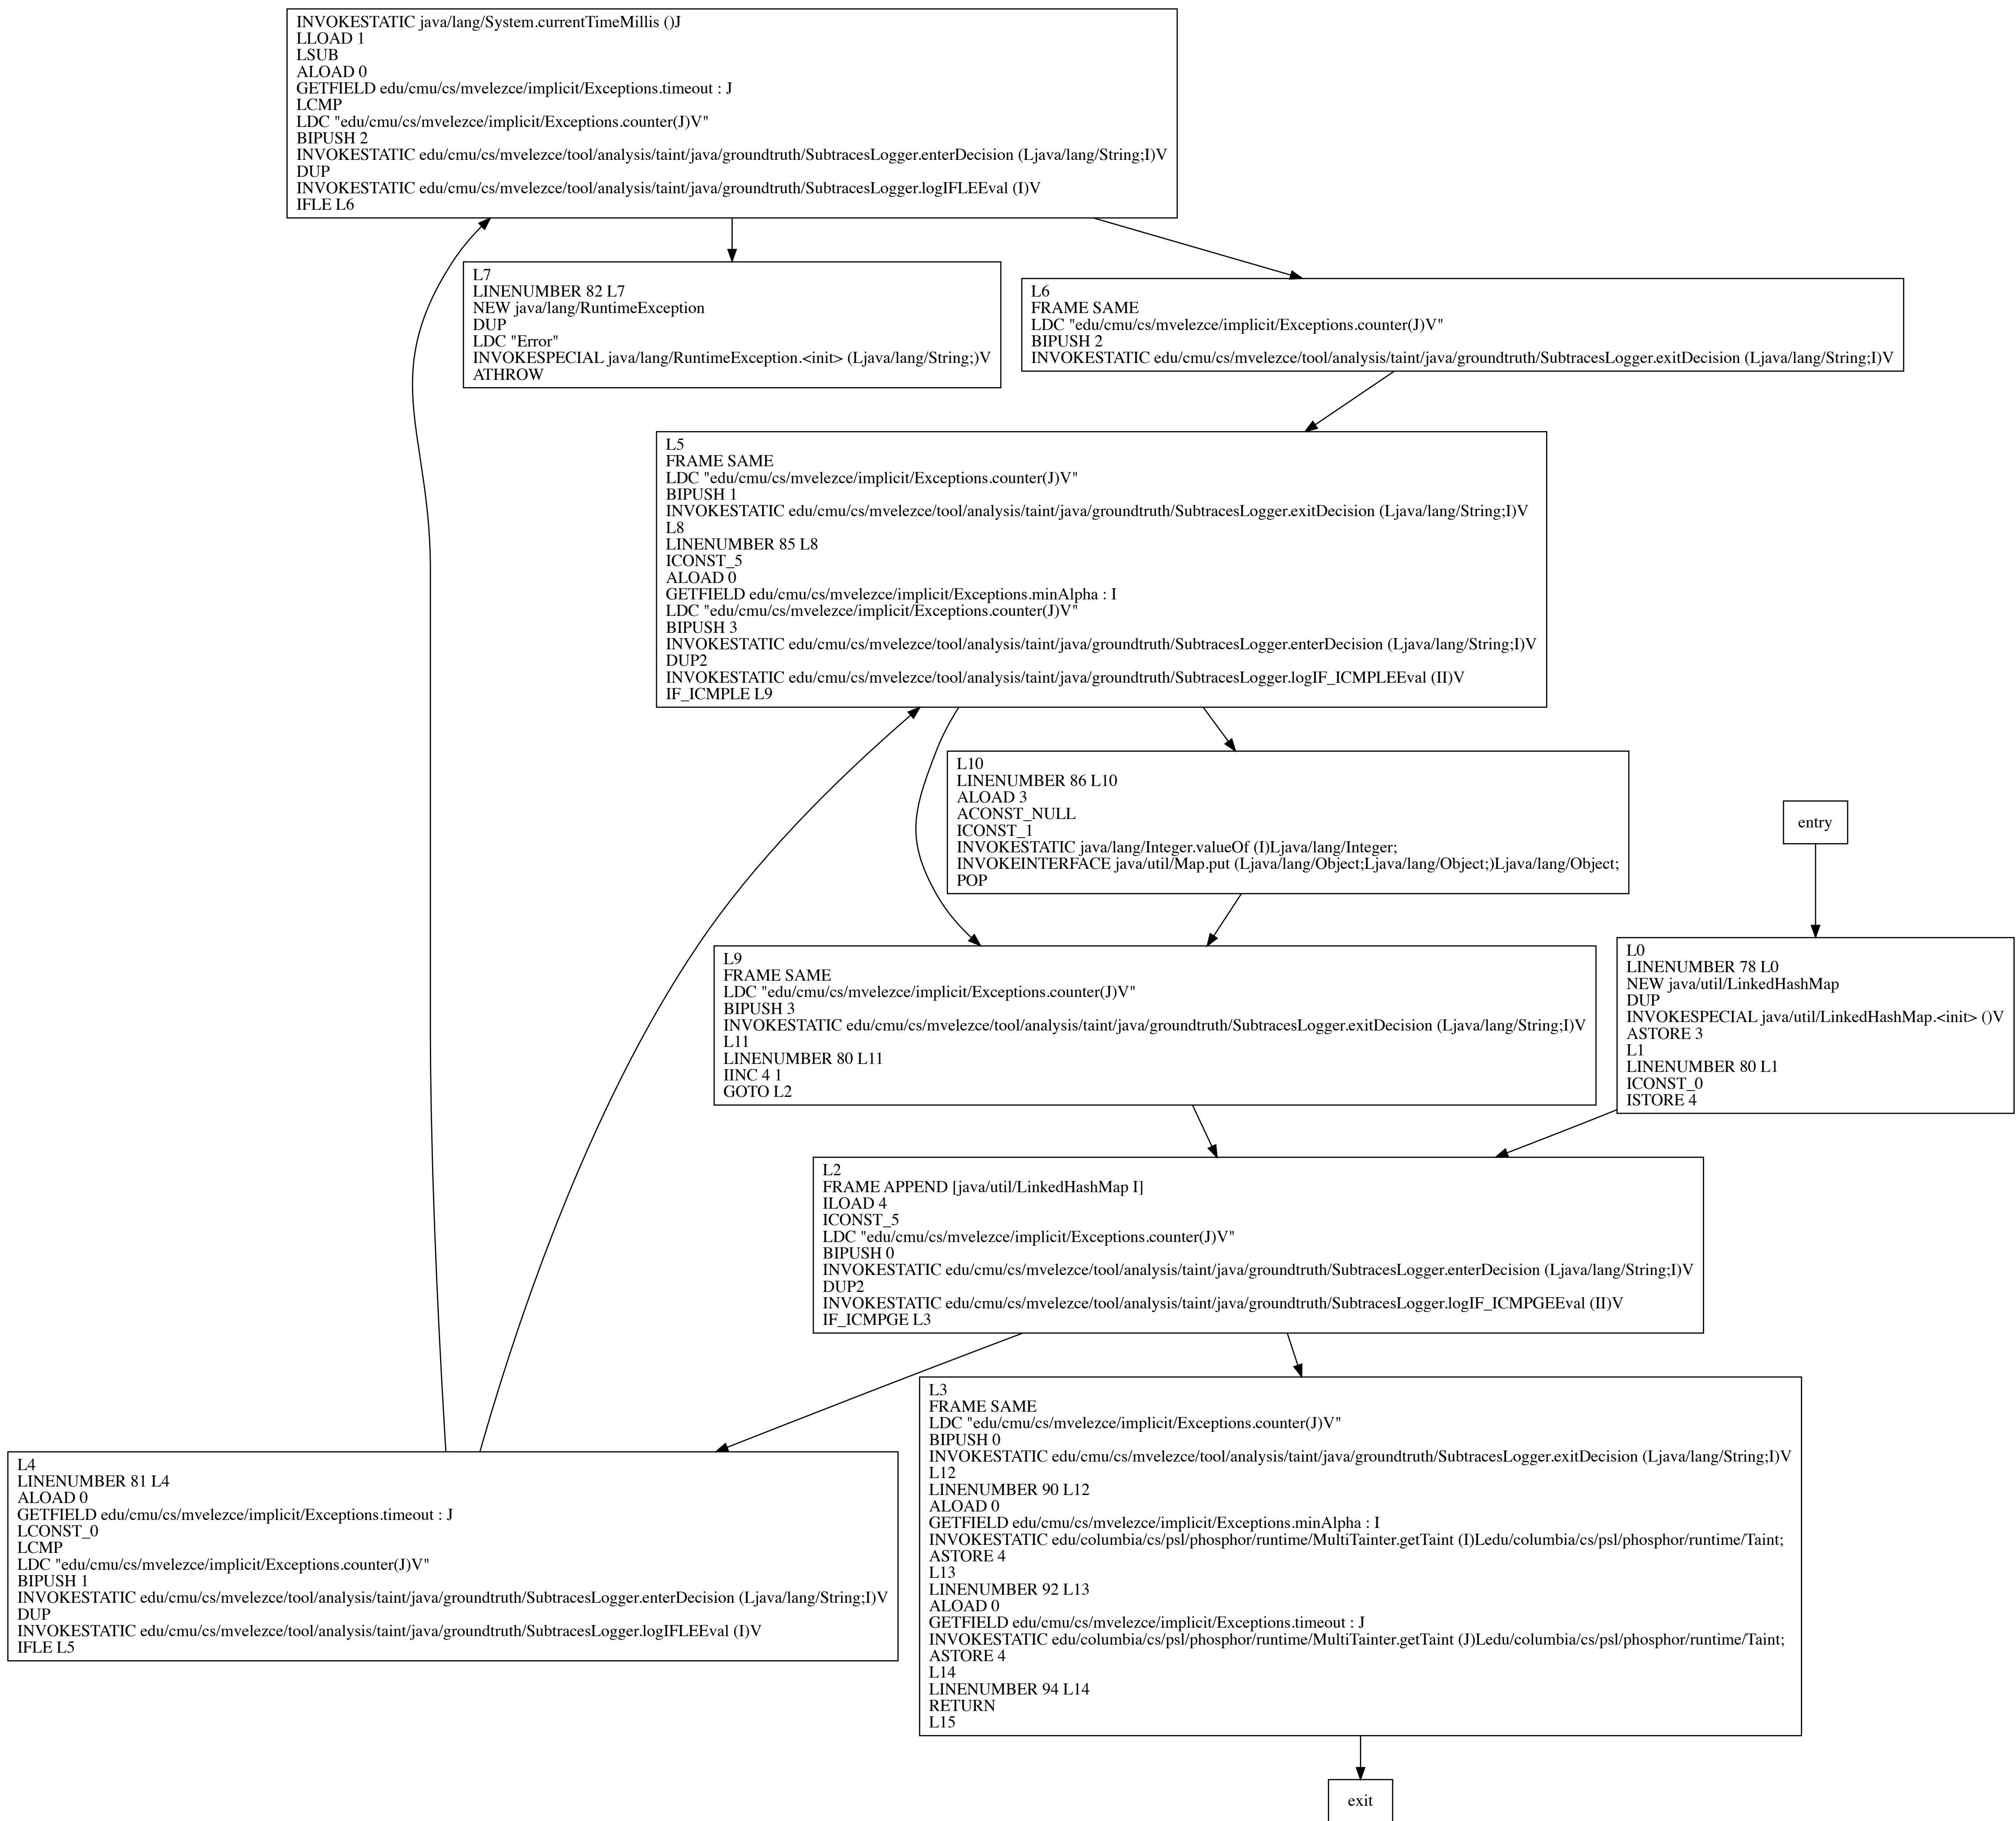 INVOKESTATIC java/lang/System.currentTimeMillis ()J
LLOAD 1
LSUB
ALOAD 0
GETFIELD edu/cmu/cs/mvelezce/implicit/Exceptions.timeout : J
LCMP
LDC "edu/cmu/cs/mvelezce/implicit/Exceptions.counter(J)V"
BIPUSH 2
INVOKESTATIC edu/cmu/cs/mvelezce/tool/analysis/taint/java/groundtruth/SubtracesLogger.enterDecision (Ljava/lang/String;I)V
DUP
INVOKESTATIC edu/cmu/cs/mvelezce/tool/analysis/taint/java/groundtruth/SubtracesLogger.logIFLEEval (I)V
IFLE L6
L7
LINENUMBER 82 L7
NEW java/lang/RuntimeException
DUP
LDC "Error"
INVOKESPECIAL java/lang/RuntimeException.<init> (Ljava/lang/String;)V
ATHROW
L6
FRAME SAME
LDC "edu/cmu/cs/mvelezce/implicit/Exceptions.counter(J)V"
BIPUSH 2
INVOKESTATIC edu/cmu/cs/mvelezce/tool/analysis/taint/java/groundtruth/SubtracesLogger.exitDecision (Ljava/lang/String;I)V
L5
FRAME SAME
LDC "edu/cmu/cs/mvelezce/implicit/Exceptions.counter(J)V"
BIPUSH 1
INVOKESTATIC edu/cmu/cs/mvelezce/tool/analysis/taint/java/groundtruth/SubtracesLogger.exitDecision (Ljava/lang/String;I)V
L8
LINENUMBER 85 L8
ICONST_5
ALOAD 0
GETFIELD edu/cmu/cs/mvelezce/implicit/Exceptions.minAlpha : I
LDC "edu/cmu/cs/mvelezce/implicit/Exceptions.counter(J)V"
BIPUSH 3
INVOKESTATIC edu/cmu/cs/mvelezce/tool/analysis/taint/java/groundtruth/SubtracesLogger.enterDecision (Ljava/lang/String;I)V
DUP2
INVOKESTATIC edu/cmu/cs/mvelezce/tool/analysis/taint/java/groundtruth/SubtracesLogger.logIF_ICMPLEEval (II)V
IF_ICMPLE L9
L10
LINENUMBER 86 L10
ALOAD 3
ACONST_NULL
ICONST_1
INVOKESTATIC java/lang/Integer.valueOf (I)Ljava/lang/Integer;
INVOKEINTERFACE java/util/Map.put (Ljava/lang/Object;Ljava/lang/Object;)Ljava/lang/Object;
POP
entry
L9
FRAME SAME
LDC "edu/cmu/cs/mvelezce/implicit/Exceptions.counter(J)V"
BIPUSH 3
INVOKESTATIC edu/cmu/cs/mvelezce/tool/analysis/taint/java/groundtruth/SubtracesLogger.exitDecision (Ljava/lang/String;I)V
L11
LINENUMBER 80 L11
IINC 4 1
GOTO L2
L0
LINENUMBER 78 L0
NEW java/util/LinkedHashMap
DUP
INVOKESPECIAL java/util/LinkedHashMap.<init> ()V
ASTORE 3
L1
LINENUMBER 80 L1
ICONST_0
ISTORE 4
L2
FRAME APPEND [java/util/LinkedHashMap I]
ILOAD 4
ICONST_5
LDC "edu/cmu/cs/mvelezce/implicit/Exceptions.counter(J)V"
BIPUSH 0
INVOKESTATIC edu/cmu/cs/mvelezce/tool/analysis/taint/java/groundtruth/SubtracesLogger.enterDecision (Ljava/lang/String;I)V
DUP2
INVOKESTATIC edu/cmu/cs/mvelezce/tool/analysis/taint/java/groundtruth/SubtracesLogger.logIF_ICMPGEEval (II)V
IF_ICMPGE L3
L4
LINENUMBER 81 L4
ALOAD 0
GETFIELD edu/cmu/cs/mvelezce/implicit/Exceptions.timeout : J
LCONST_0
LCMP
LDC "edu/cmu/cs/mvelezce/implicit/Exceptions.counter(J)V"
BIPUSH 1
INVOKESTATIC edu/cmu/cs/mvelezce/tool/analysis/taint/java/groundtruth/SubtracesLogger.enterDecision (Ljava/lang/String;I)V
DUP
INVOKESTATIC edu/cmu/cs/mvelezce/tool/analysis/taint/java/groundtruth/SubtracesLogger.logIFLEEval (I)V
IFLE L5
L3
FRAME SAME
LDC "edu/cmu/cs/mvelezce/implicit/Exceptions.counter(J)V"
BIPUSH 0
INVOKESTATIC edu/cmu/cs/mvelezce/tool/analysis/taint/java/groundtruth/SubtracesLogger.exitDecision (Ljava/lang/String;I)V
L12
LINENUMBER 90 L12
ALOAD 0
GETFIELD edu/cmu/cs/mvelezce/implicit/Exceptions.minAlpha : I
INVOKESTATIC edu/columbia/cs/psl/phosphor/runtime/MultiTainter.getTaint (I)Ledu/columbia/cs/psl/phosphor/runtime/Taint;
ASTORE 4
L13
LINENUMBER 92 L13
ALOAD 0
GETFIELD edu/cmu/cs/mvelezce/implicit/Exceptions.timeout : J
INVOKESTATIC edu/columbia/cs/psl/phosphor/runtime/MultiTainter.getTaint (J)Ledu/columbia/cs/psl/phosphor/runtime/Taint;
ASTORE 4
L14
LINENUMBER 94 L14
RETURN
L15
exit